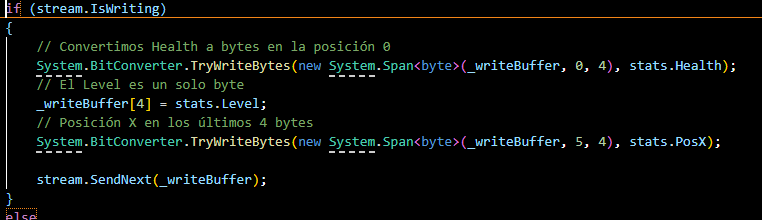 if (stream.IsWriting)
{
// Convertimos Health a bytes en la posición 0
System.BitConverter.TryWriteBytes(new System.Span<byte>(_writeBuffer, 0, 4), stats.Health);
// El Level es un solo byte
_writeBuffer[4] = stats.Level;
// Posición X en los últimos 4 bytes
System.BitConverter.TryWriteBytes(new System.Span<byte>(_writeBuffer, 5, 4), stats.PosX);
stream.SendNext(_writeBuffer);
}
else